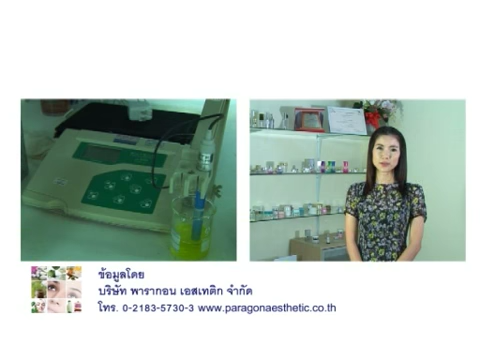 ข้อมูลโดย
บริษัท พารากอน เอสเทติก จำกัด
โทร. 0-2183-5730-3 www.paragonaesthetic.co.th